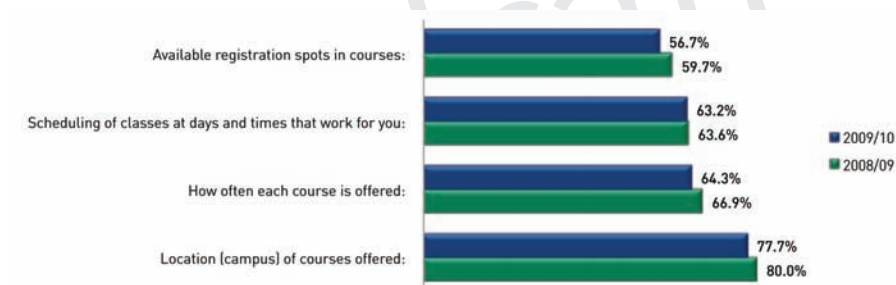 Available registration spots in courses:
56.7%
59.7%
Scheduling of classes at days and times that work for you:
63.2%
63.6%
How often each course is offered:
64.3%
66.9%
Location (campus) of courses offered:
77.7%
80.0%
2009/10
2008/09